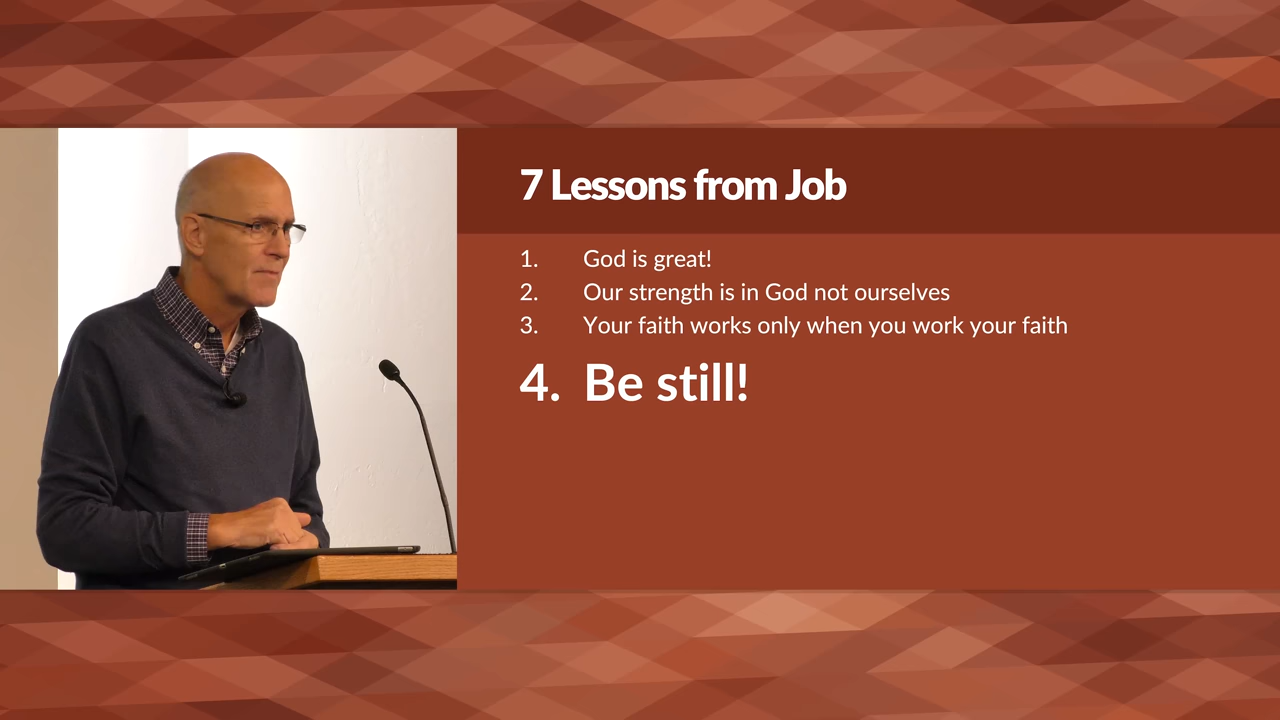 7 Lessons from Job
1. God is great!
2. Our strength is in God not ourselves
3. Your faith works only when you work your faith
4. Be still!